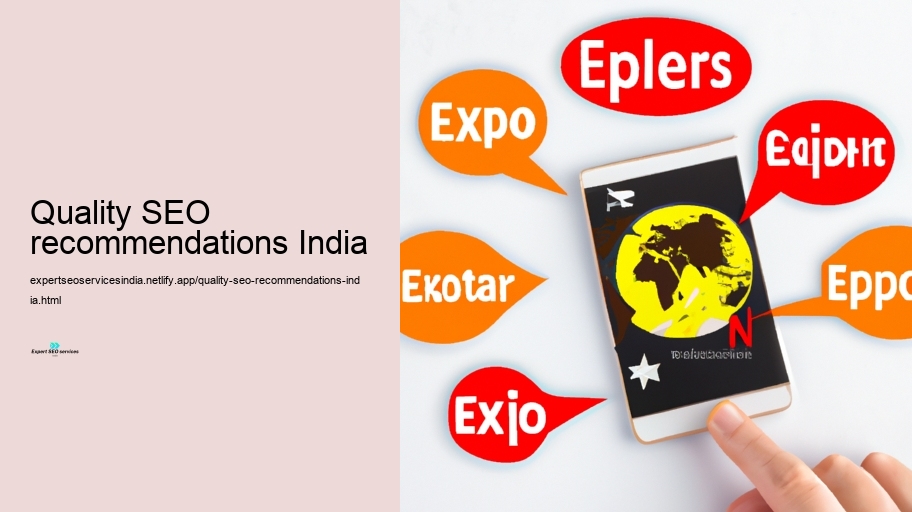 Quality SEO
recommendations India
expertseoservicesindia.netlify.app/quality-seo-recommendations-ind
ia.html
Expert SEO services
Eplers
Expo
Ekotar
Eppo
Exjo
N